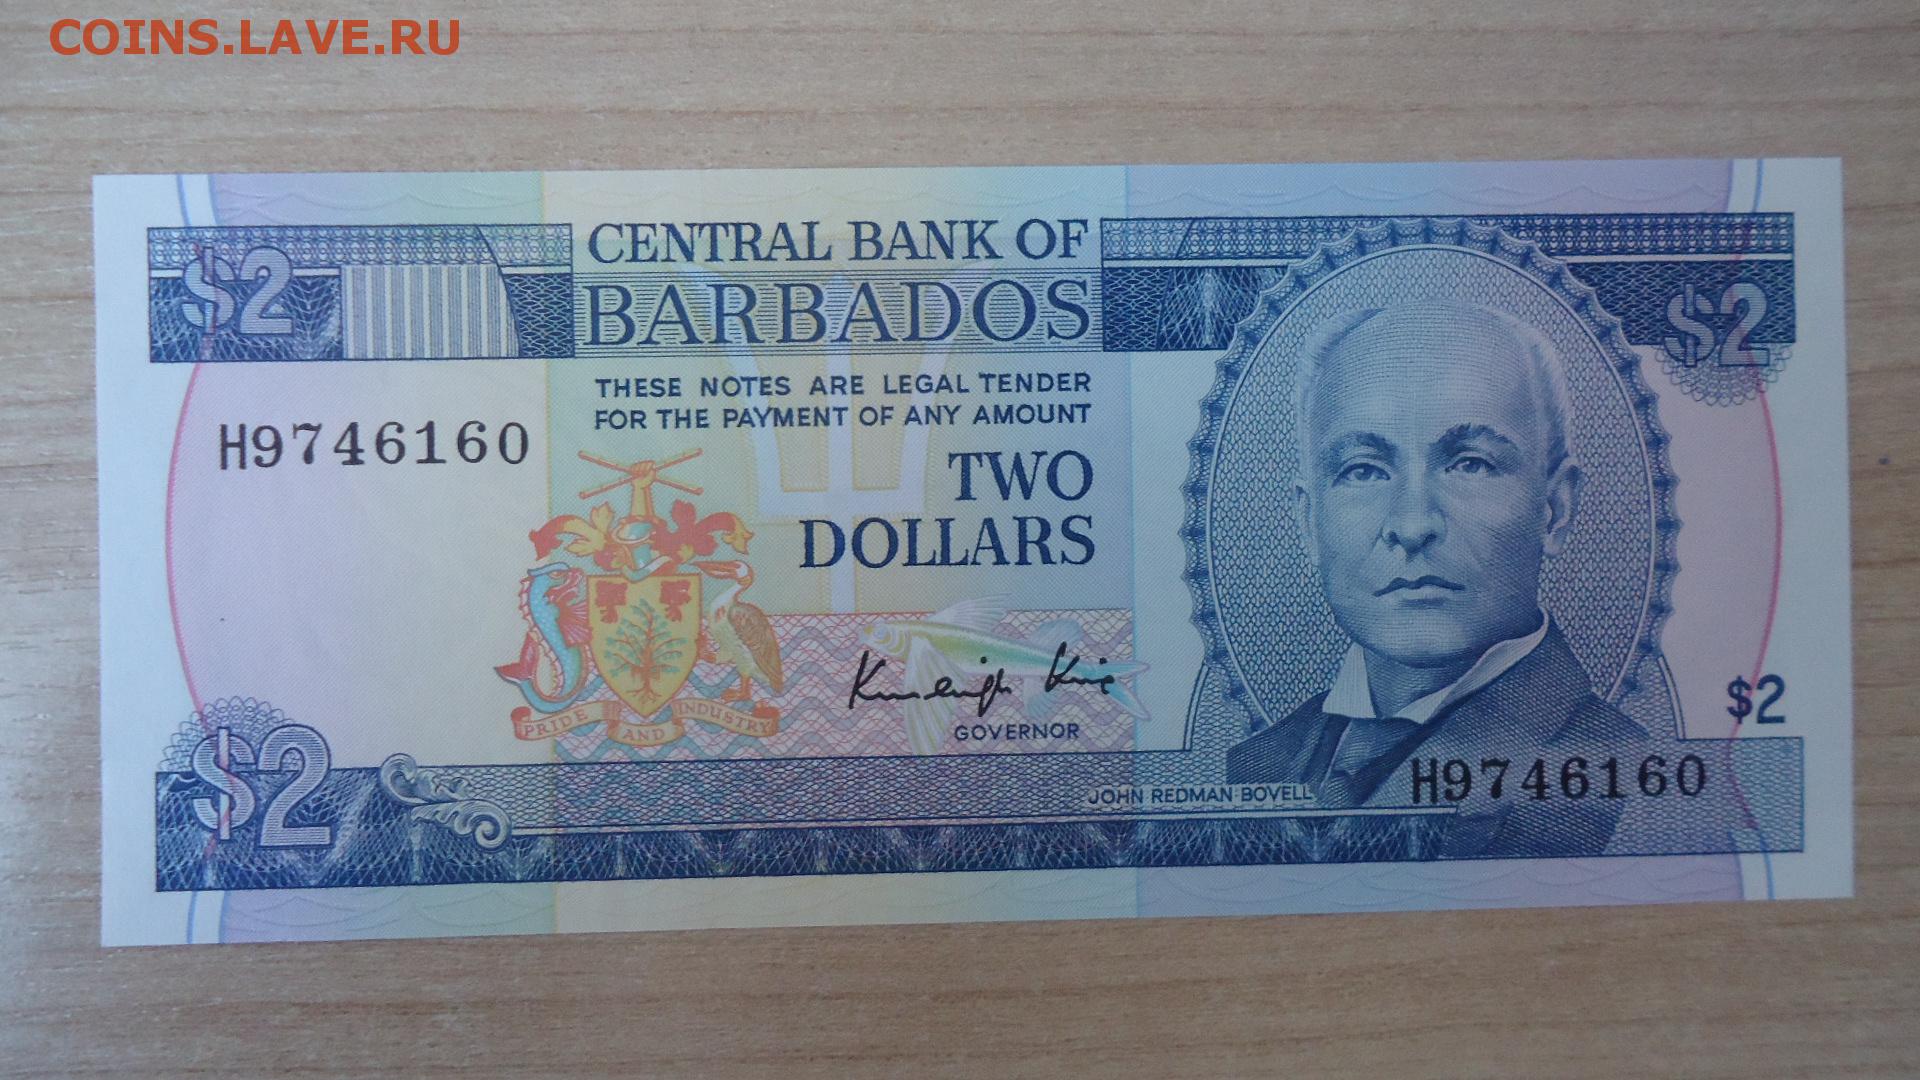 COINS.LAVE.RU
$2
CENTRAL BANK OF
BARBADOS
$2
THESE NOTES ARE LEGAL TENDER
FOR THE PAYMENT OF ANY AMOUNT
H9746160
TWO
DOLLARS
PRIDE AND INDUSTRY
GOVERNOR
$2
$2
JOHN REDMAN BOVELL
H9746160